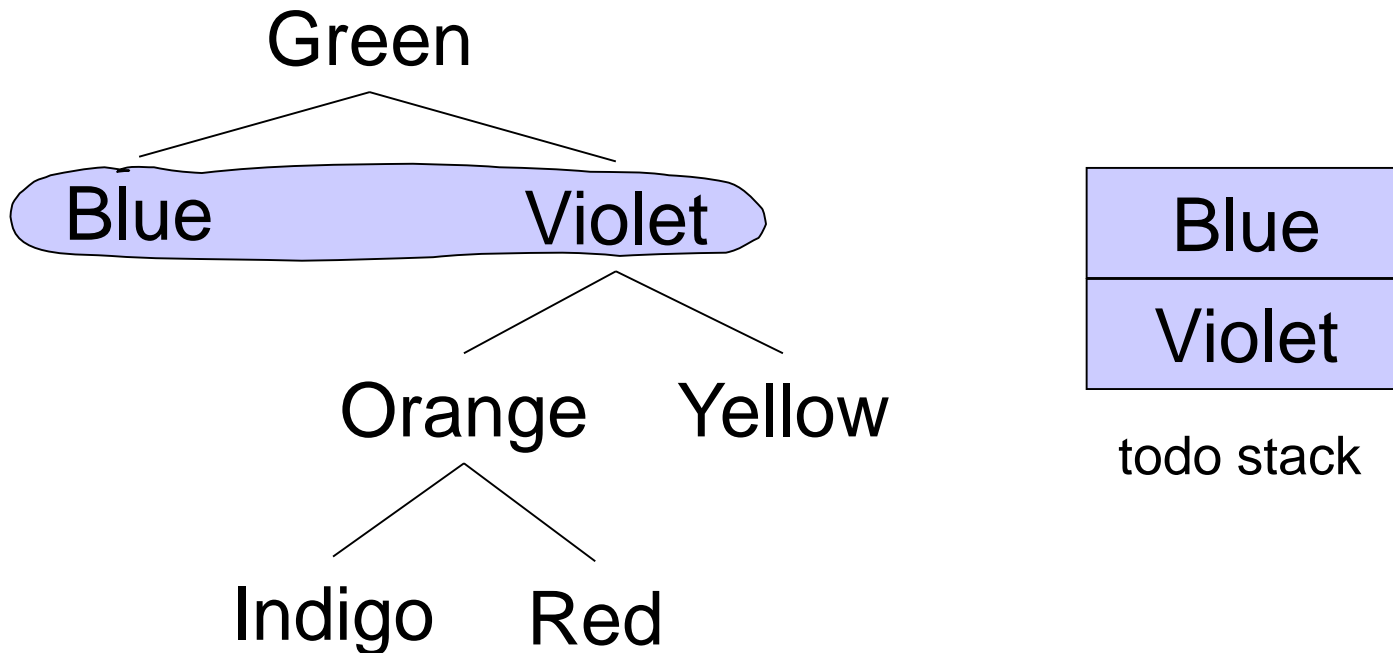 Green
Blue Violet
Blue
Violet
Orange Yellow
todo stack
Indigo Red